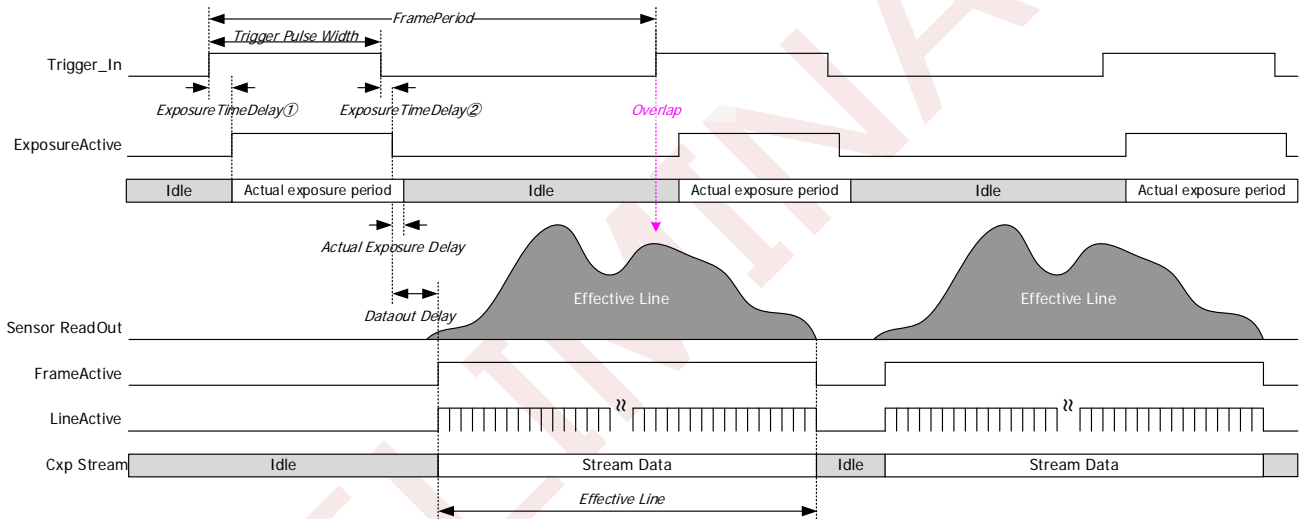 FramePeriod
Trigger Pulse Width
Trigger_In
ExposureTimeDelay① ExposureTimeDelay② Overlap
ExposureActive
Idle Actual exposure period Idle Actual exposure period Idle Actual exposure period
Actual Exposure Delay
Effective Line Effective Line
Dataout Delay
Sensor ReadOut
FrameActive
LineActive ≈ ≈
Cxp Stream Idle Stream Data Idle Stream Data
Effective Line